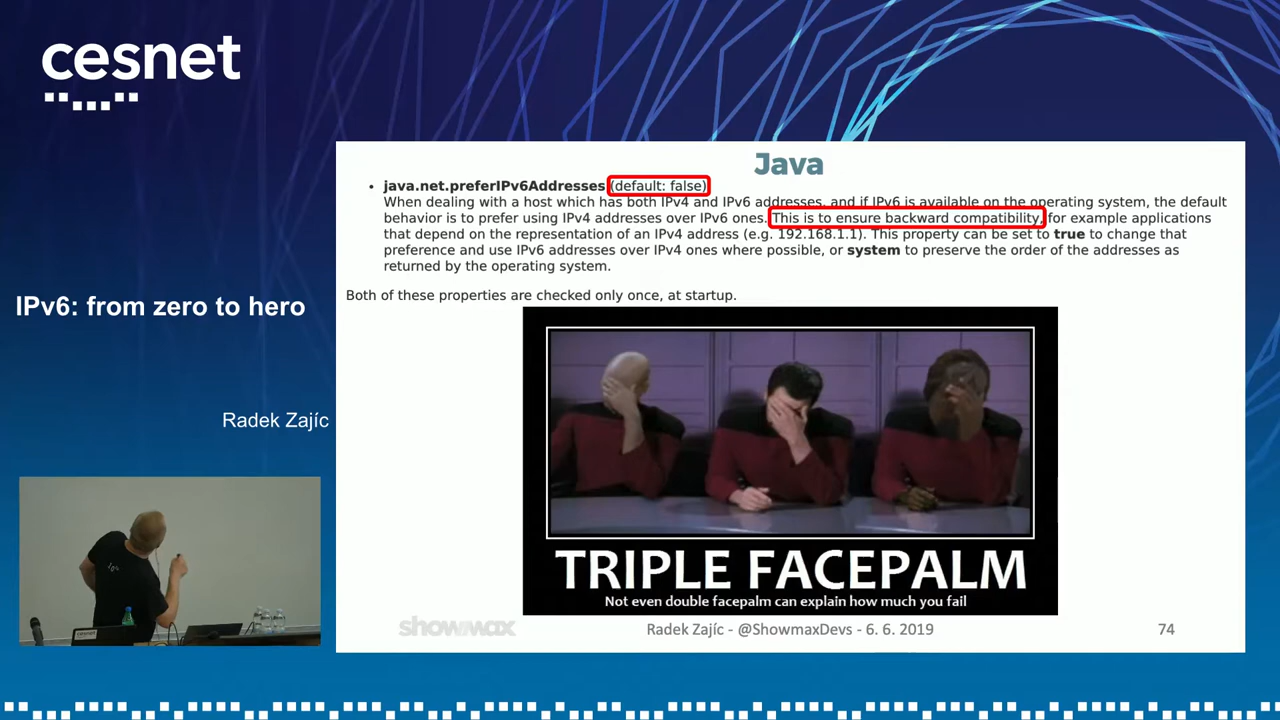 cesnet
IPv6: from zero to hero
Radek Zajíc
Java
• java.net.preferIPv6Addresses (default: false)
When dealing with a host which has both IPv4 and IPv6 addresses, and if IPv6 is available on the operating system, the default
behavior is to prefer using IPv4 addresses over IPv6 ones. This is to ensure backward compatibility, for example applications
that depend on the representation of an IPv4 address (e.g. 192.168.1.1). This property can be set to true to change that
preference and use IPv6 addresses over IPv4 ones where possible, or system to preserve the order of the addresses as
returned by the operating system.
Both of these properties are checked only once, at startup.
TRIPLE FACEPALM
Not even double facepalm can explain how much you fail
showmax
Radek Zajíc - @ShowmaxDevs - 6. 6. 2019
74
cesnet